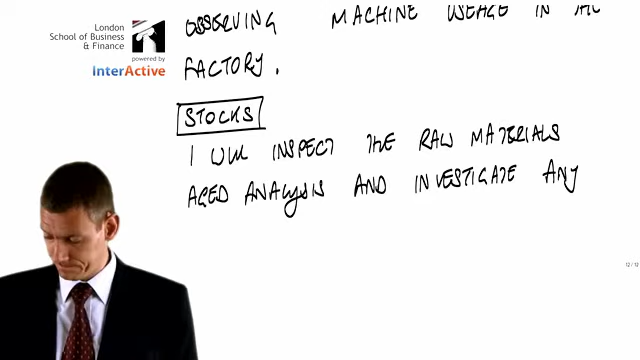 London
School of Business
& Finance
powered by
InterActive
OBSERVING MACHINE USEAGE IN THE
FACTORY.
STOCKS
I WILL INSPECT THE RAW MATERIALS
AGED ANALYSIS AND INVESTIGATE ANY
12 / 12